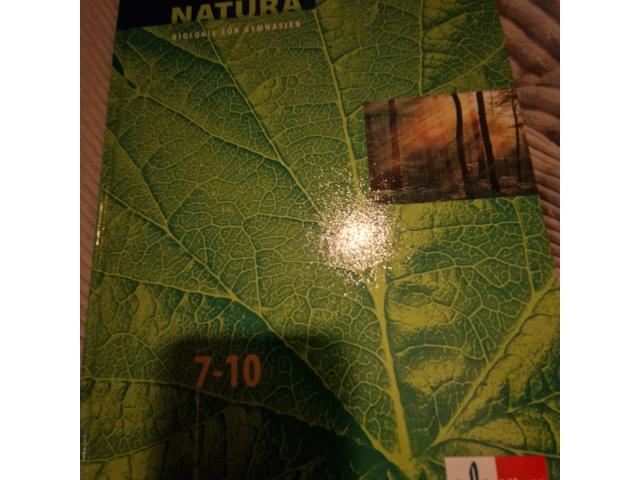 NATURA
BIOLOGIE FÜR GYMNASIEN
7-10